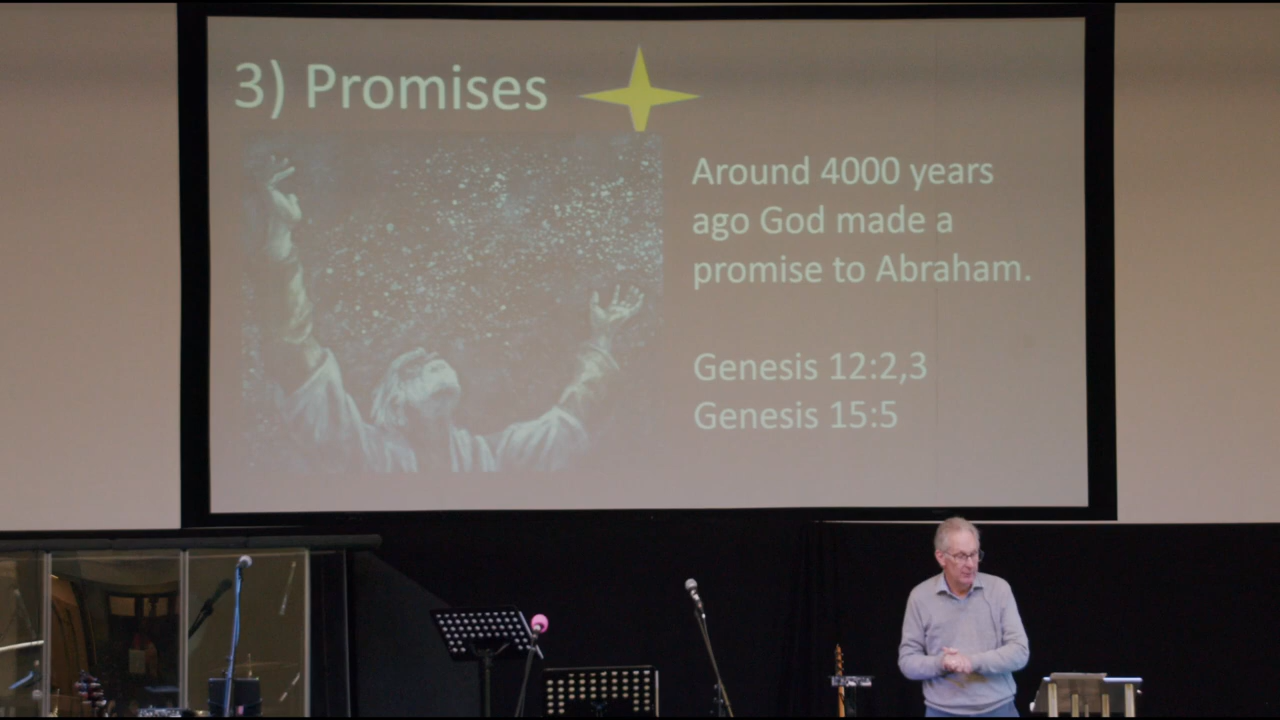 3) Promises
Around 4000 years
ago God made a
promise to Abraham.
Genesis 12:2,3
Genesis 15:5